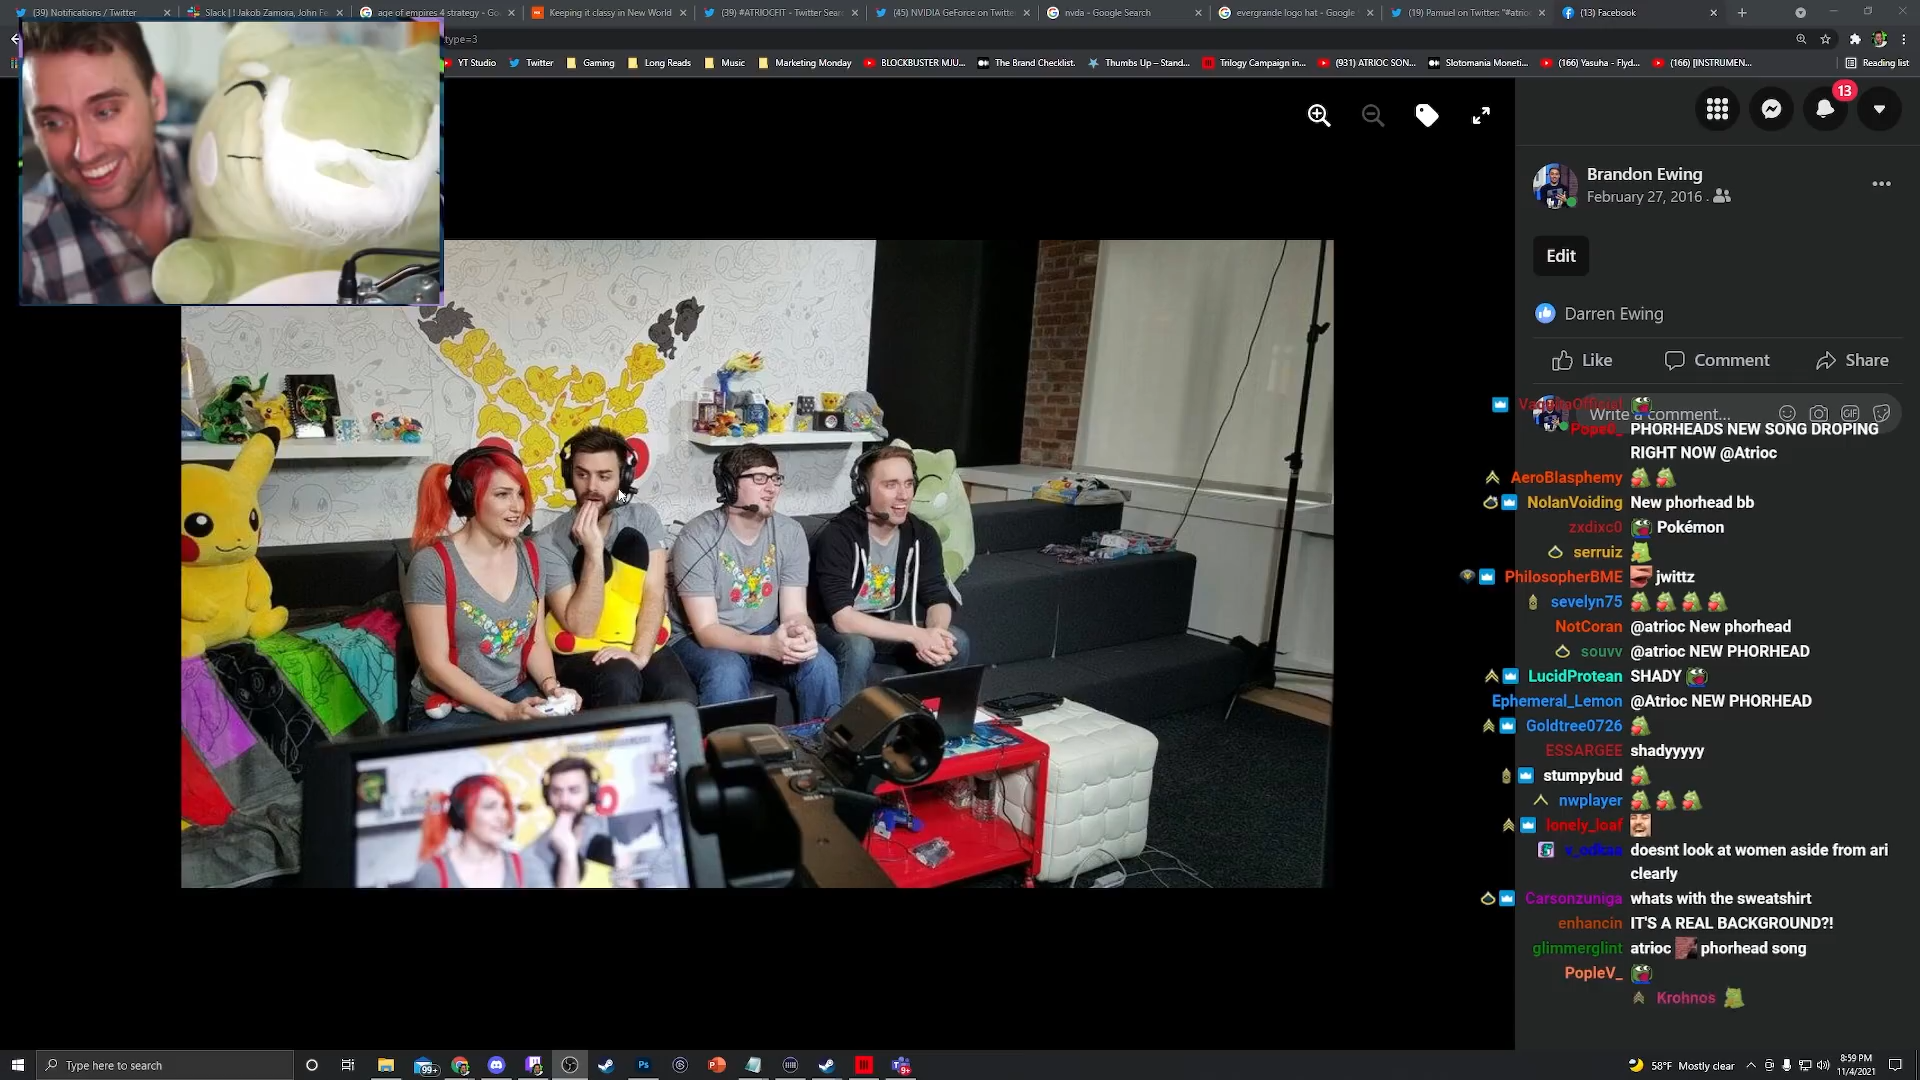 (39) Notifications / Twitter
Slack | ! Jakob Zamora, John Fe
age of empires 4 strategy - Go
Keeping it classy in New World
(39) #ATRIOCFIT - Twitter Sear
(45) NVIDIA GeForce on Twitte
nvda - Google Search
evergrande logo hat - Google
(19) Pamuel on Twitter: "#atrio
(13) Facebook
type=3
YT Studio
Twitter
Gaming
Long Reads
Music
Marketing Monday
BLOCKBUSTER MJU...
The Brand Checklist.
Thumbs Up – Stand...
Trilogy Campaign in...
(931) ATRIOC SON...
Slotomania Moneti...
(166) Yasuha - Flyd...
(166) [INSTRUMEN...
Reading list
13
Brandon Ewing
February 27, 2016 ·
Edit
Darren Ewing
Like
Comment
Share
Write a comment...
GIF
PHORHEADS NEW SONG DROPING
RIGHT NOW @Atrioc
AeroBlasphemy
NolanVoiding New phorhead bb
zxdixc0 Pokémon
serruiz
PhilosopherBME jwittz
sevelyn75
NotCoran @atrioc New phorhead
souvv @atrioc NEW PHORHEAD
LucidProtean SHADY
Ephemeral_Lemon @Atrioc NEW PHORHEAD
Goldtree0726
ESSARGEE shadyyyyy
stumpybud
nwplayer
lonely_loaf
doesnt look at women aside from ari
clearly
Carsonzuniga whats with the sweatshirt
enhancin IT'S A REAL BACKGROUND?!
glimmerglint atrioc phorhead song
PopleV_
Krohnos
Type here to search
99+
Ps
9+
58°F Mostly clear
8:59 PM
11/4/2021